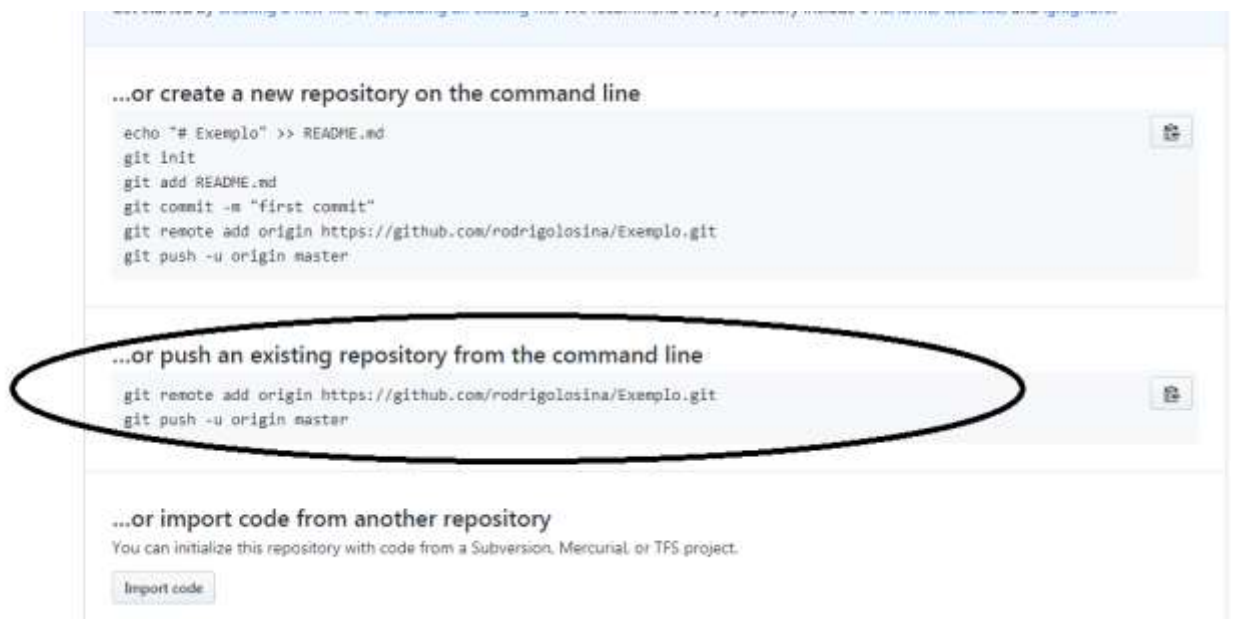 ...or create a new repository on the command line
echo "# Exemplo" >> README.md
git init
git add README.md
git commit -m "first commit"
git remote add origin https://github.com/rodrigolosina/Exemplo.git
git push -u origin master
...or push an existing repository from the command line
git remote add origin https://github.com/rodrigolosina/Exemplo.git
git push -u origin master
...or import code from another repository
You can initialize this repository with code from a Subversion, Mercurial, or TFS project.
Import code